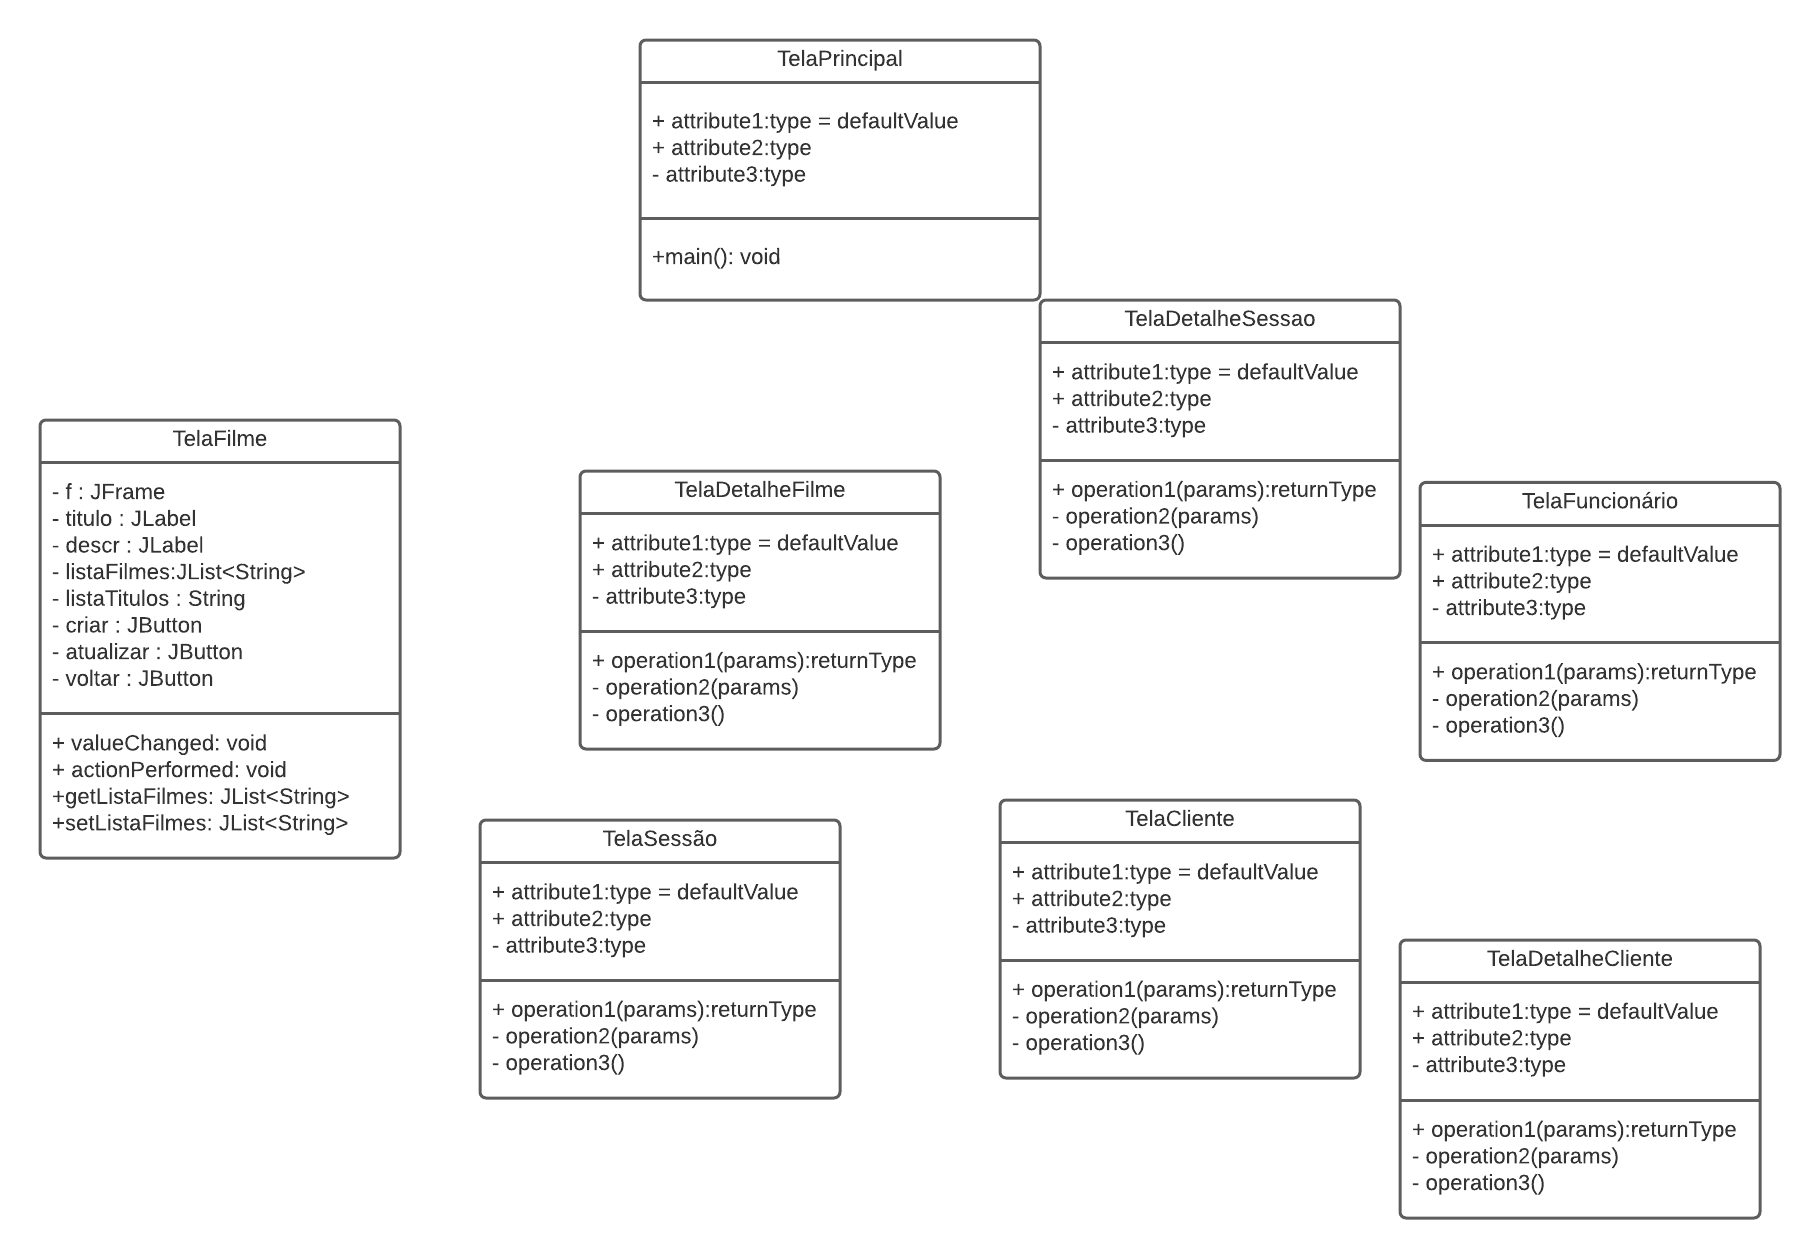 TelaPrincipal
+ attribute1:type = defaultValue
+ attribute2:type
- attribute3:type
+main(): void
TelaDetalheSessao
+ attribute1:type = defaultValue
+ attribute2:type
- attribute3:type
+ operation1(params):returnType
- operation2(params)
- operation3()
TelaFilme
- f : JFrame
- titulo : JLabel
- descr : JLabel
- listaFilmes:JList<String>
- listaTitulos : String
- criar : JButton
- atualizar : JButton
- voltar : JButton
+ valueChanged: void
+ actionPerformed: void
+getListaFilmes: JList<String>
+setListaFilmes: JList<String>
TelaDetalheFilme
+ attribute1:type = defaultValue
+ attribute2:type
- attribute3:type
+ operation1(params):returnType
- operation2(params)
- operation3()
TelaFuncionário
+ attribute1:type = defaultValue
+ attribute2:type
- attribute3:type
+ operation1(params):returnType
- operation2(params)
- operation3()
TelaSessão
+ attribute1:type = defaultValue
+ attribute2:type
- attribute3:type
+ operation1(params):returnType
- operation2(params)
- operation3()
TelaCliente
+ attribute1:type = defaultValue
+ attribute2:type
- attribute3:type
+ operation1(params):returnType
- operation2(params)
- operation3()
TelaDetalheCliente
+ attribute1:type = defaultValue
+ attribute2:type
- attribute3:type
+ operation1(params):returnType
- operation2(params)
- operation3()